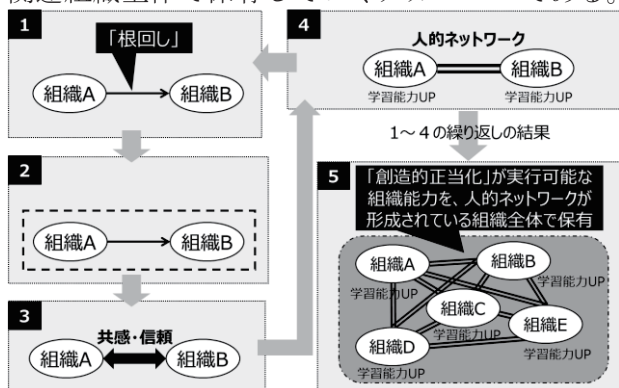 関連組織全体で保有していくメカニズムである。
1
「根回し」
組織A
組織B
2
組織A
組織B
3
共感・信頼
組織A
組織B
4
人的ネットワーク
組織A
組織B
学習能力UP
学習能力UP
1～4の繰り返しの結果
5
「創造的正当化」が実行可能な
組織能力を、人的ネットワークが
形成されている組織全体で保有
組織A
組織B
学習能力UP
学習能力UP
組織C
学習能力UP
組織E
組織D
学習能力UP
学習能力UP